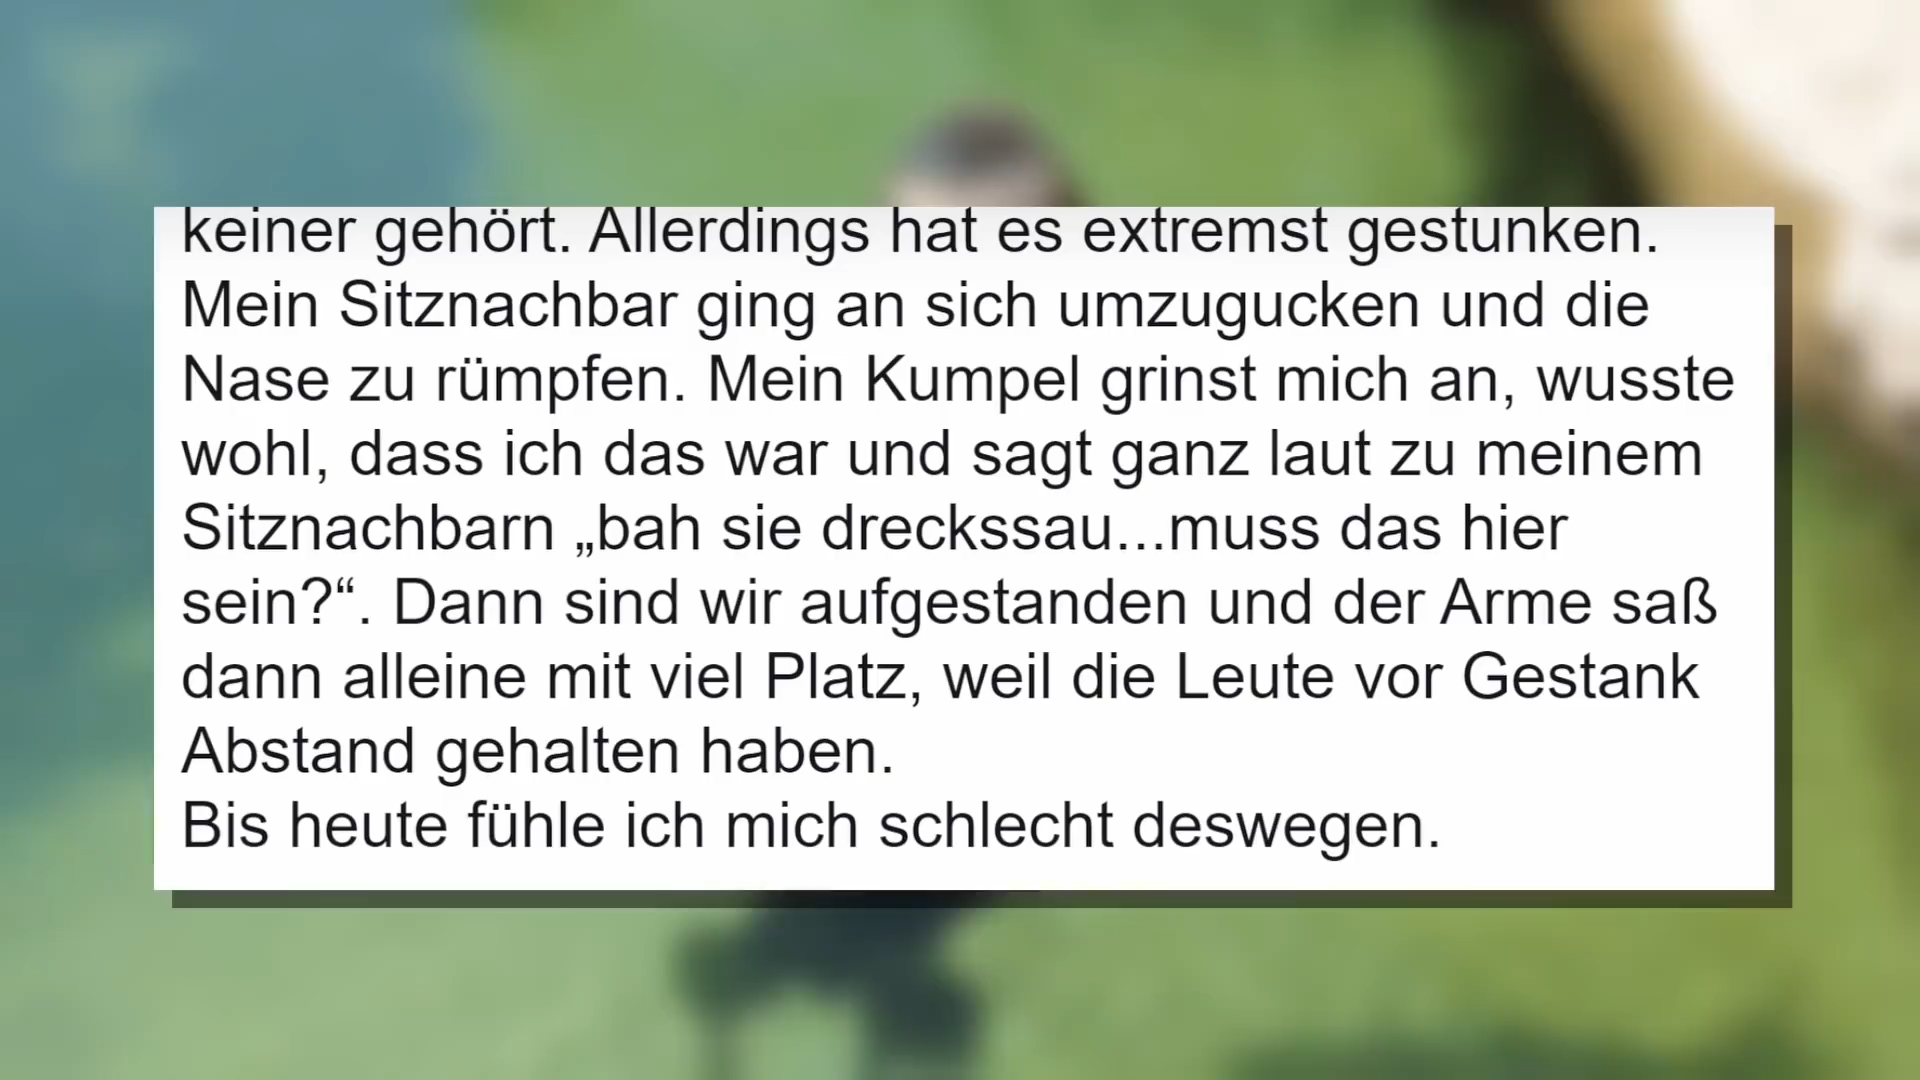 keiner gehört. Allerdings hat es extremst gestunken.
Mein Sitznachbar ging an sich umzugucken und die
Nase zu rümpfen. Mein Kumpel grinst mich an, wusste
wohl, dass ich das war und sagt ganz laut zu meinem
Sitznachbarn „bah sie dreckssau...muss das hier
sein?“. Dann sind wir aufgestanden und der Arme saß
dann alleine mit viel Platz, weil die Leute vor Gestank
Abstand gehalten haben.
Bis heute fühle ich mich schlecht deswegen.